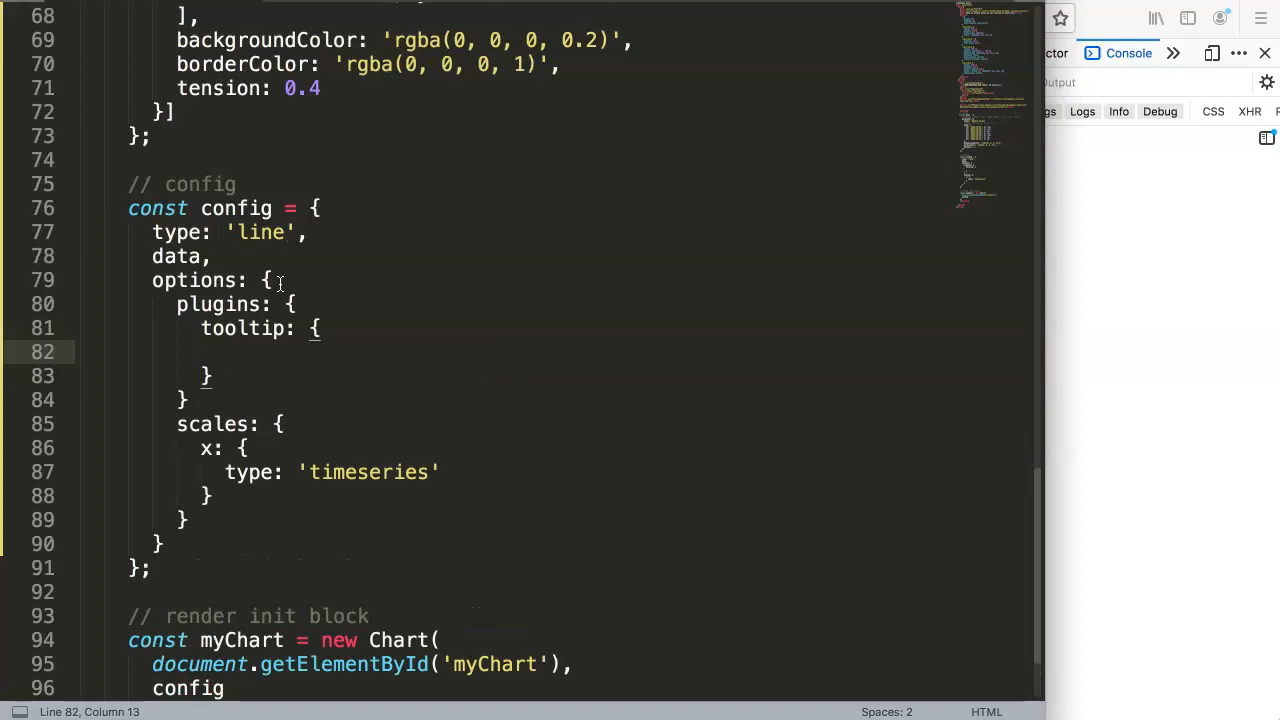 68 ],
69 backgroundColor: 'rgba(0, 0, 0, 0.2)',
70 borderColor: 'rgba(0, 0, 0, 1)',
71 tension: 0.4
72 }]
73 };
74
75 // config
76 const config = {
77 type: 'line',
78 data,
79 options: {
80 plugins: {
81 tooltip: {
82
83 }
84 }
85 scales: {
86 x: {
87 type: 'timeseries'
88 }
89 }
90 }
91 };
92
93 // render init block
94 const myChart = new Chart(
95 document.getElementById('myChart'),
96 config
Line 82, Column 13
Spaces: 2
HTML
Console
Output
Logs
Info
Debug
CSS
XHR